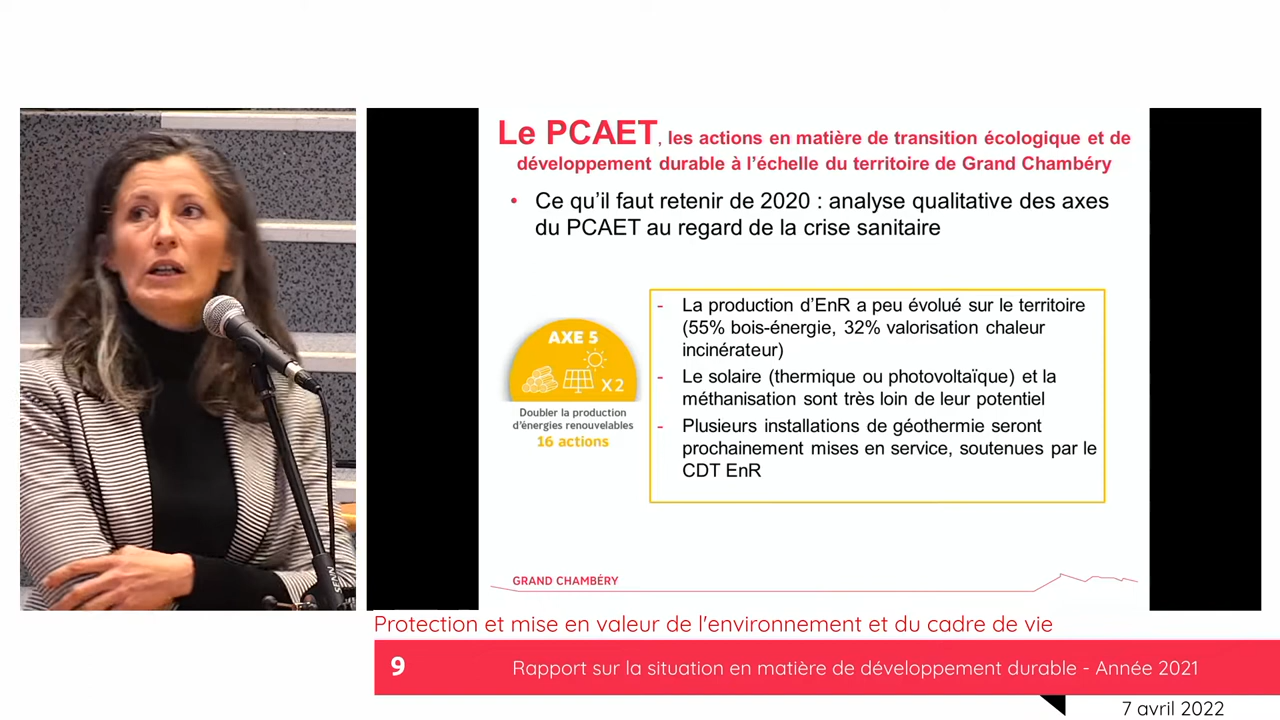 Le PCAET, les actions en matière de transition écologique et de
développement durable à l'échelle du territoire de Grand Chambéry
• Ce qu'il faut retenir de 2020 : analyse qualitative des axes
du PCAET au regard de la crise sanitaire
AXE 5
X2
Doubler la production
d'énergies renouvelables
16 actions
- La production d'EnR a peu évolué sur le territoire
(55% bois-énergie, 32% valorisation chaleur
incinérateur)
- Le solaire (thermique ou photovoltaïque) et la
méthanisation sont très loin de leur potentiel
- Plusieurs installations de géothermie seront
prochainement mises en service, soutenues par le
CDT EnR
GRAND CHAMBÉRY
Protection et mise en valeur de l'environnement et du cadre de vie
9 Rapport sur la situation en matière de développement durable - Année 2021
7 avril 2022